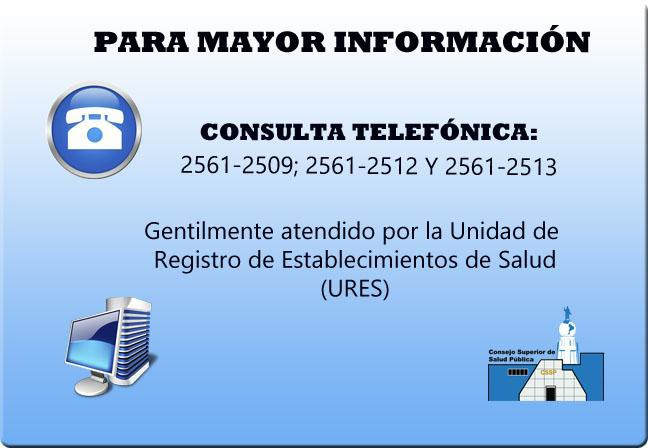 PARA MAYOR INFORMACIÓN
CONSULTA TELEFÓNICA:
2561-2509; 2561-2512 Y 2561-2513
Gentilmente atendido por la Unidad de
Registro de Establecimientos de Salud
(URES)
Consejo Superior de
Salud Pública
CSSP